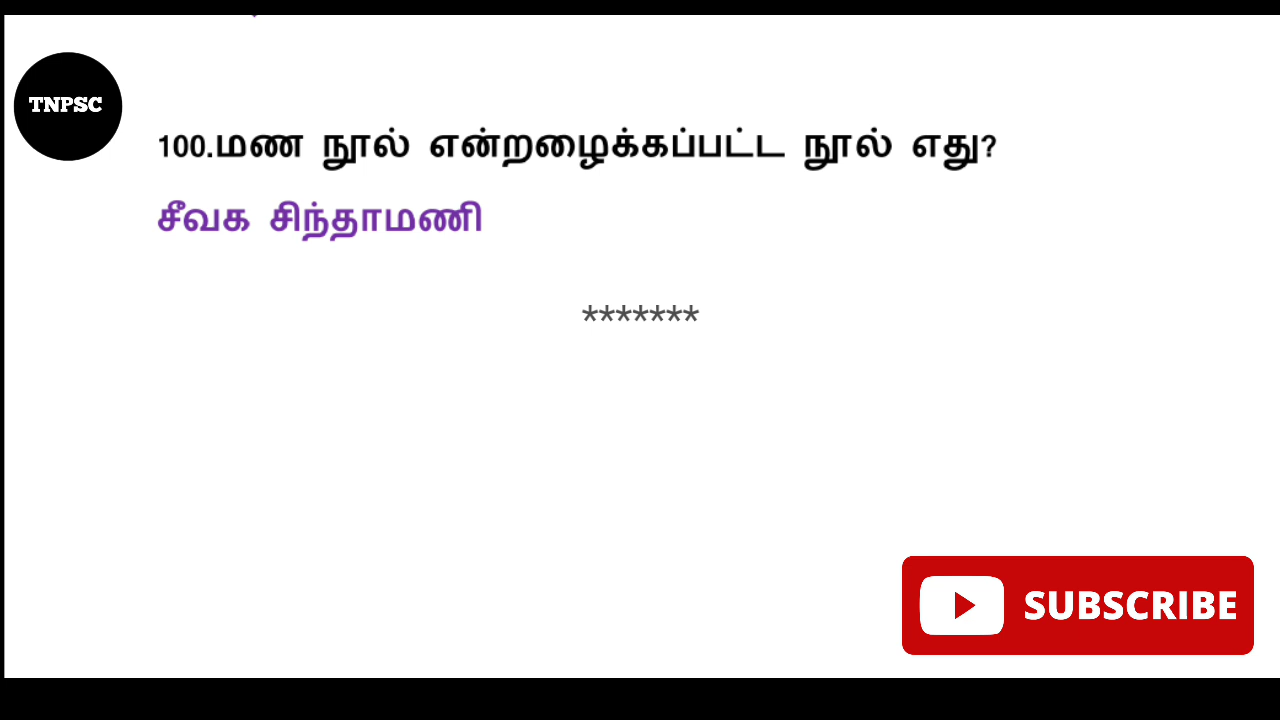 TNPSC
100.மண நூல் என்றழைக்கப்பட்ட நூல் எது?
சீவக சிந்தாமணி
*******
SUBSCRIBE